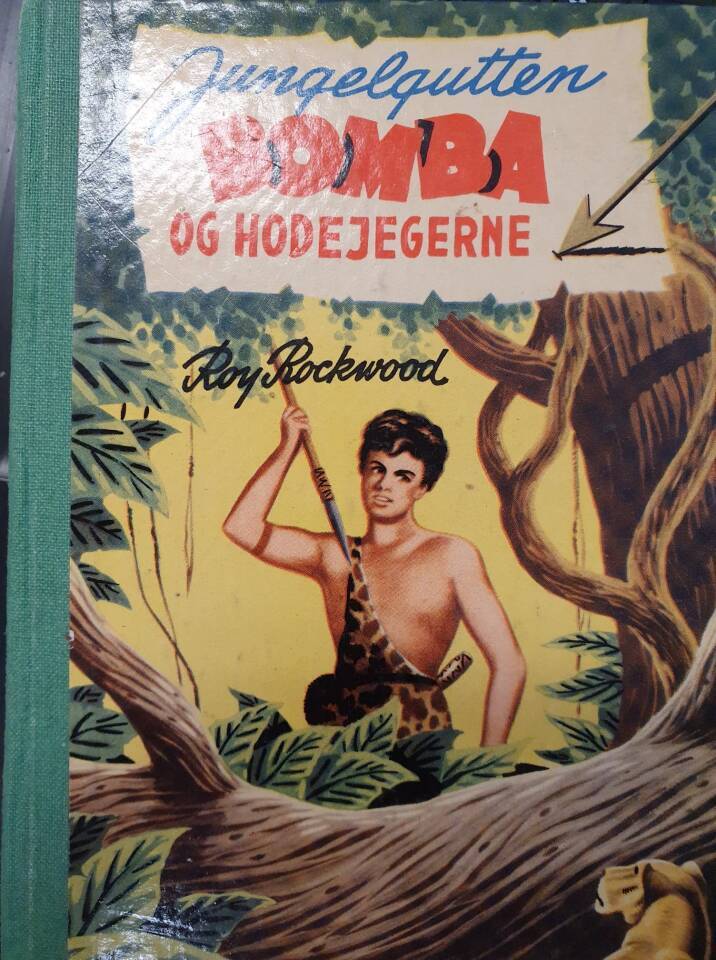 Jungelgutten
BOMBA
OG HODEJEGERNE
Roy Rockwood